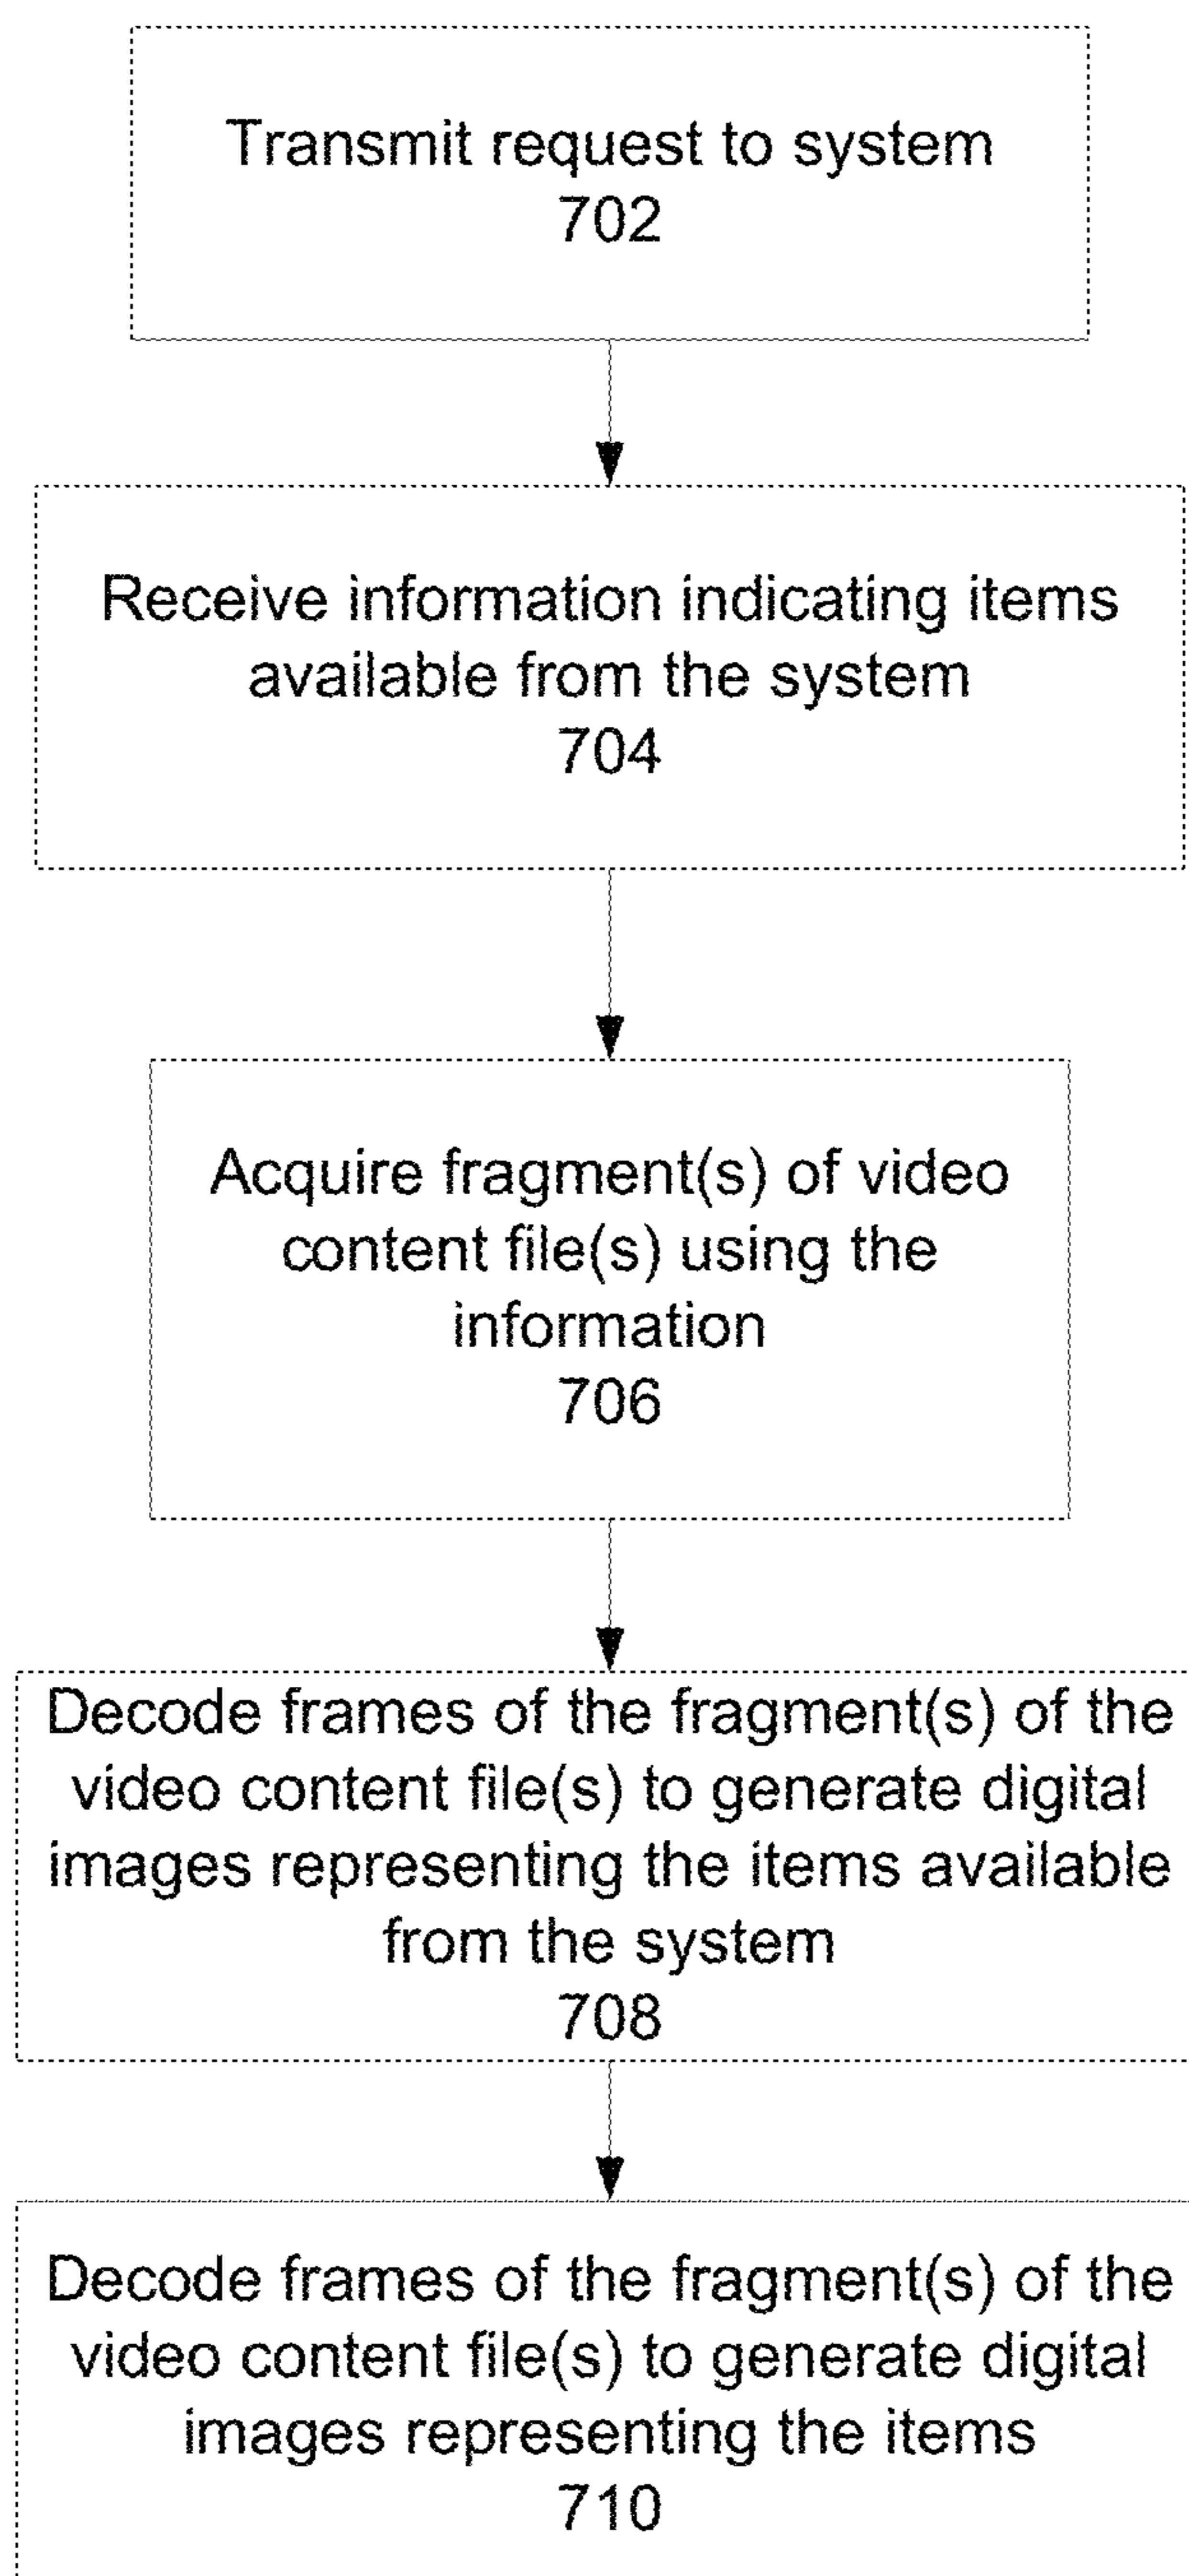 Transmit request to system
702
Receive information indicating items
available from the system
704
Acquire fragment(s) of video
content file(s) using the
information
706
Decode frames of the fragment(s) of the
video content file(s) to generate digital
images representing the items available
from the system
708
Decode frames of the fragment(s) of the
video content file(s) to generate digital
images representing the items
710